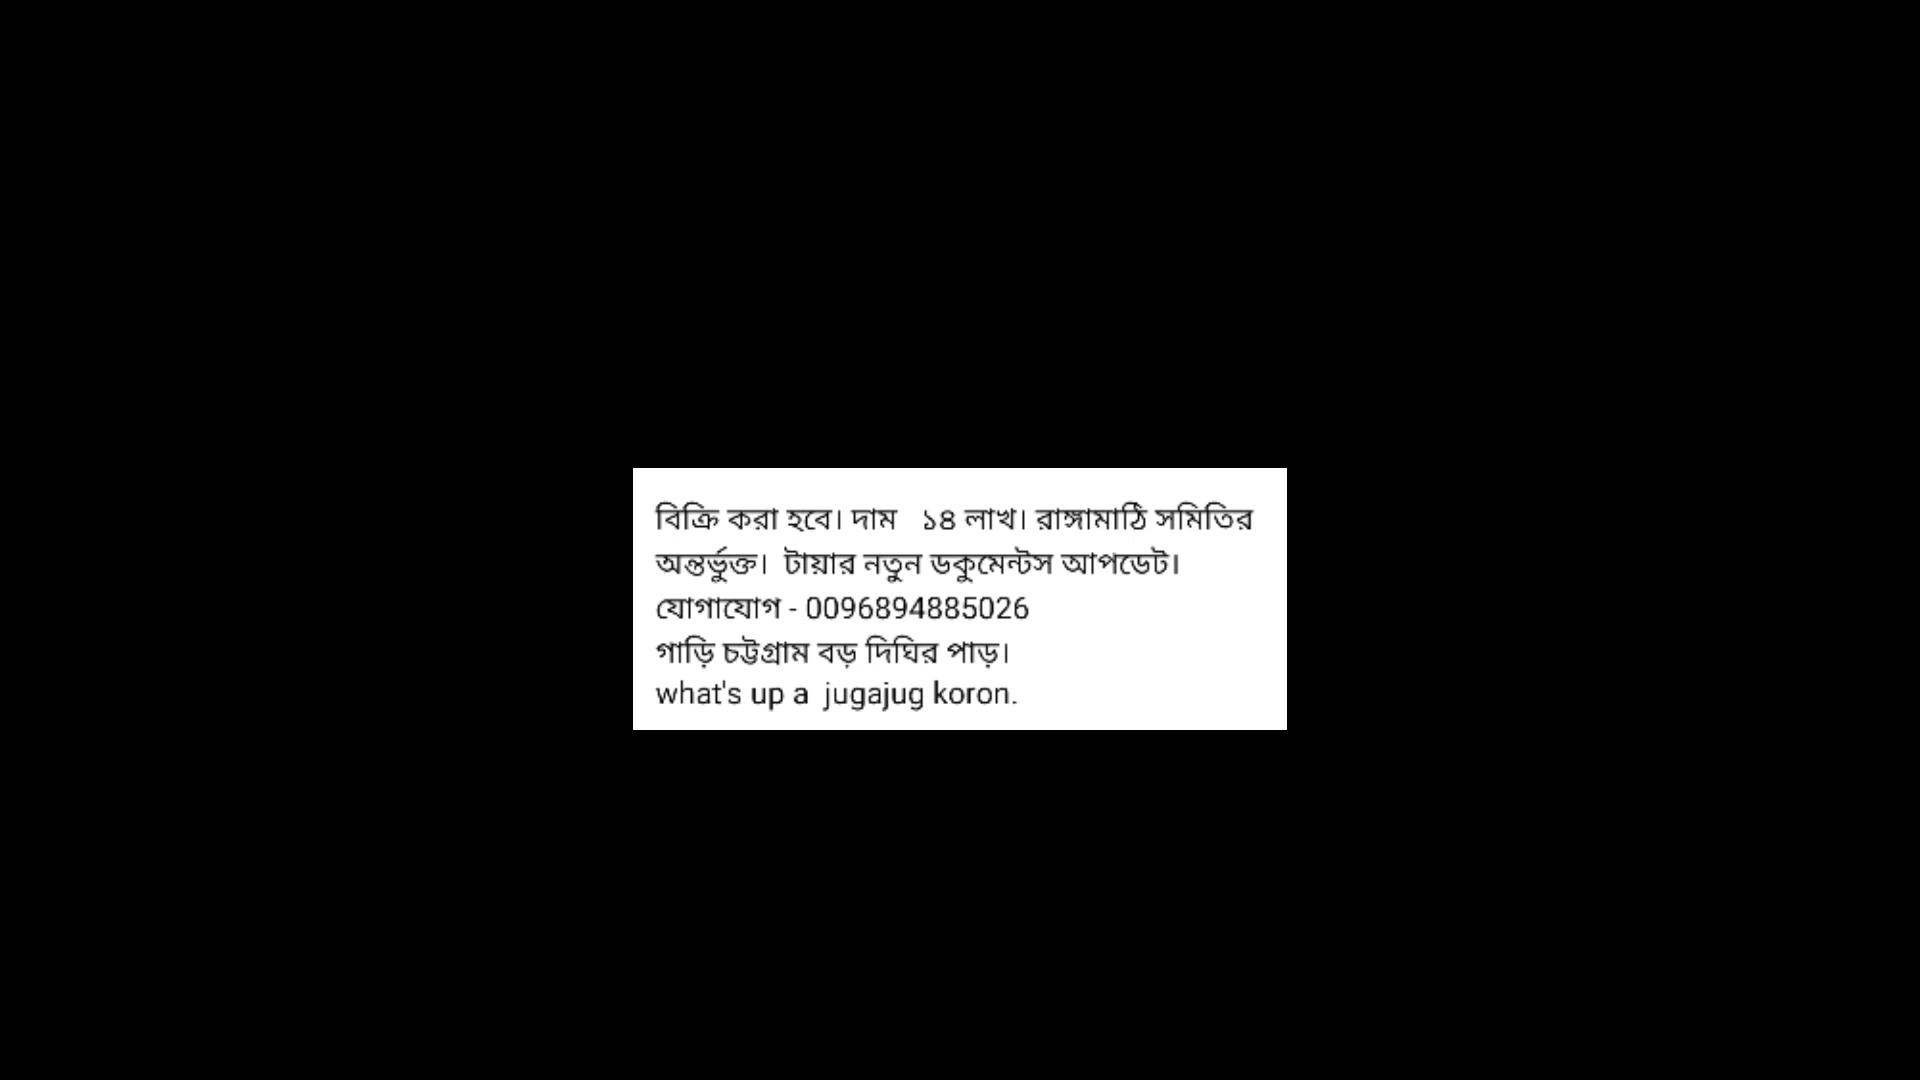 বিক্রি করা হবে। দাম   ১৪ লাখ। রাঙ্গামাঠি সমিতির
অন্তর্ভুক্ত।  টায়ার নতুন ডকুমেন্টস আপডেট।
যোগাযোগ - 0096894885026
গাড়ি চট্টগ্রাম বড় দিঘির পাড়।
what's up a  jugajug koron.